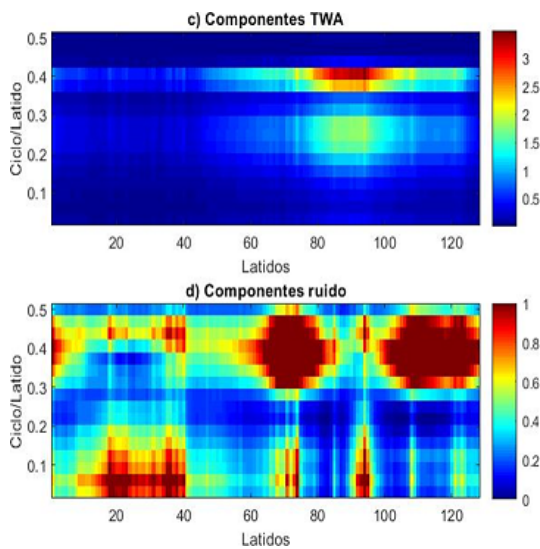 c) Componentes TWA
0.5
0.4
0.3
0.2
0.1
Ciclo/Latido
20 40 60 80 100 120
Latidos
3
2.5
2
1.5
1
0.5
d) Componentes ruido
0.5
0.4
0.3
0.2
0.1
Ciclo/Latido
20 40 60 80 100 120
Latidos
1
0.8
0.6
0.4
0.2
0